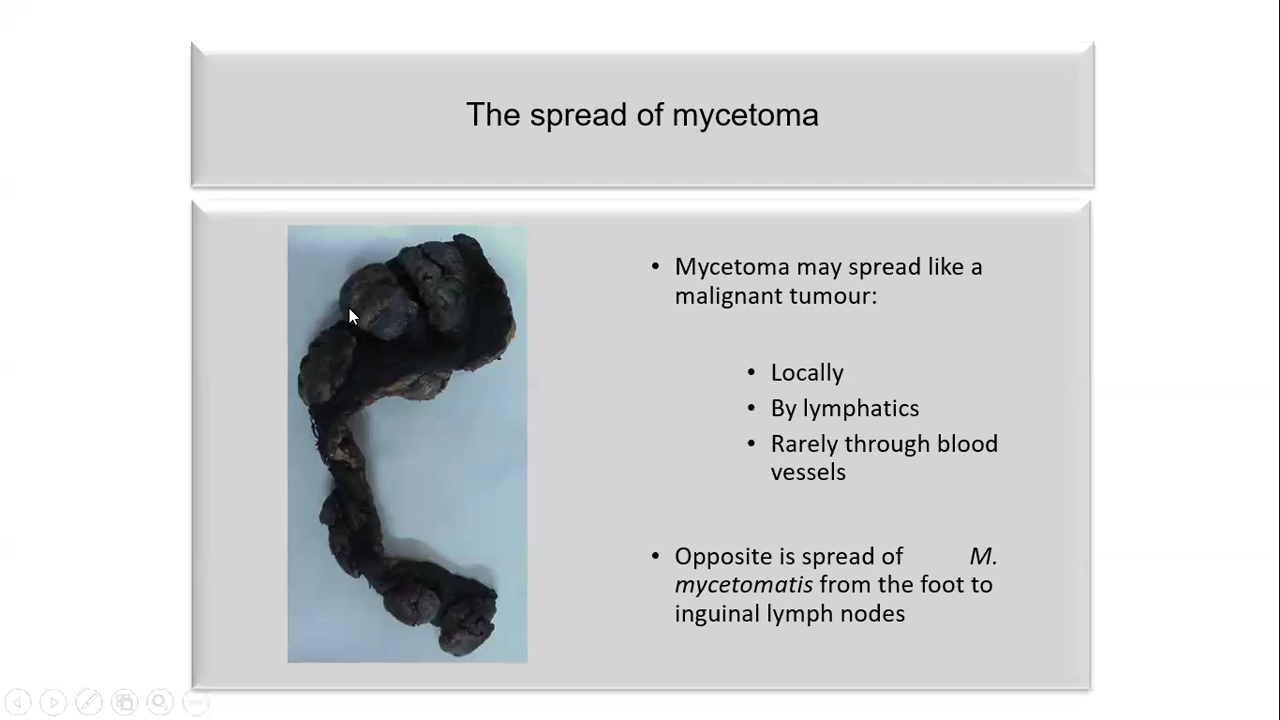 The spread of mycetoma
• Mycetoma may spread like a
malignant tumour:
• Locally
• By lymphatics
• Rarely through blood
vessels
• Opposite is spread of M.
mycetomatis from the foot to
inguinal lymph nodes